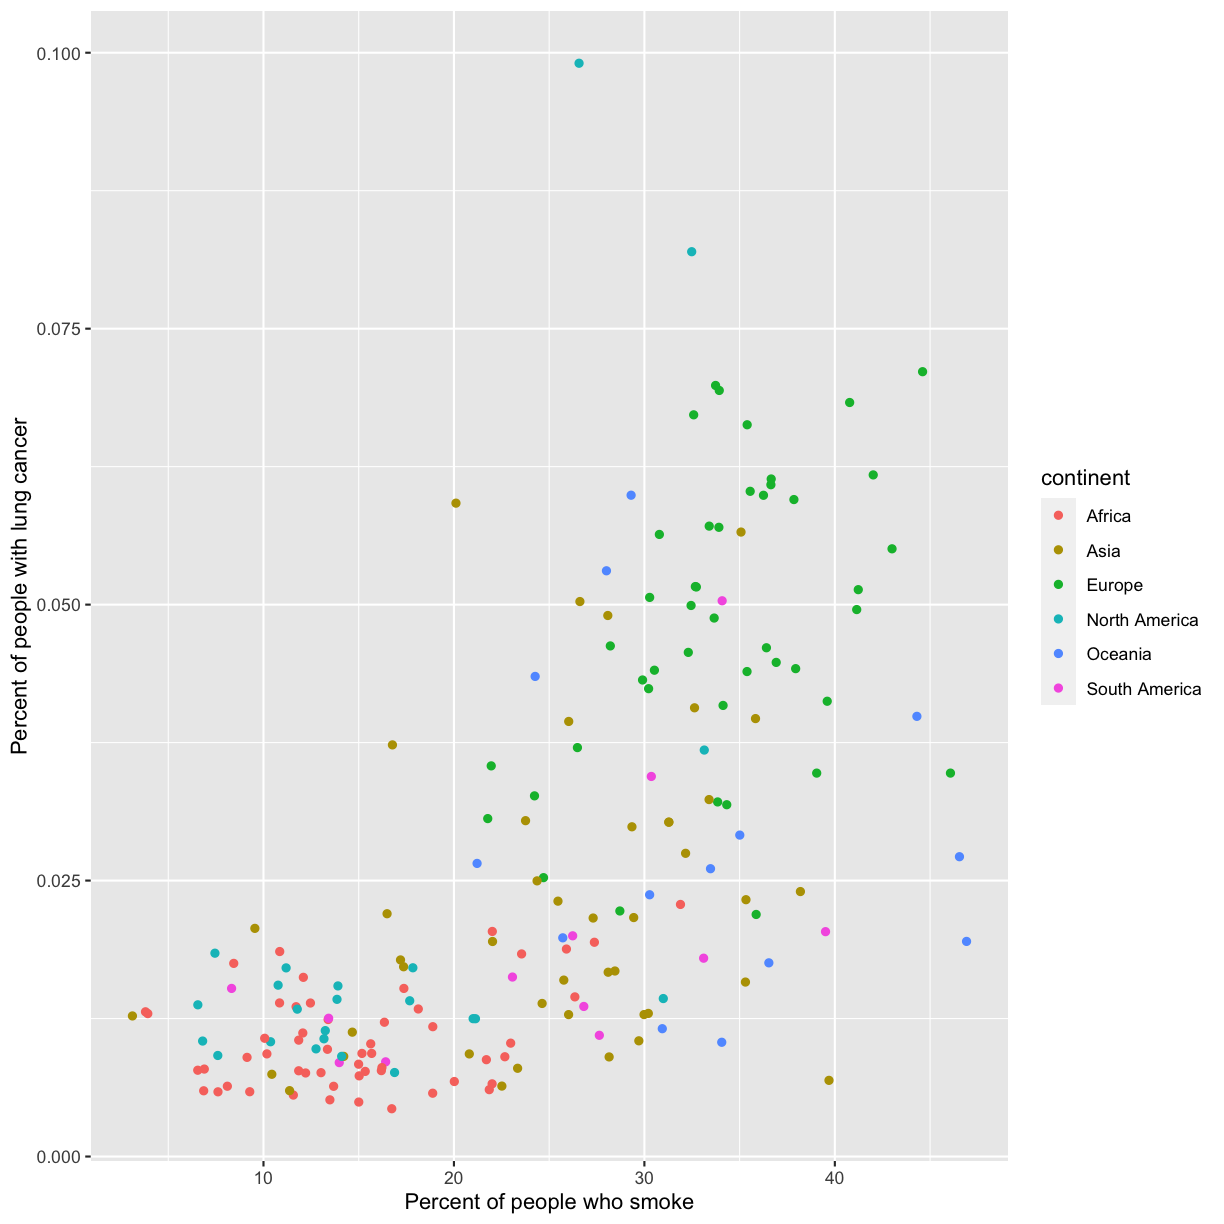 0.100
0.075
0.050
0.025
0.000
Percent of people with lung cancer
10 20 30 40
Percent of people who smoke
continent
Africa
Asia
Europe
North America
Oceania
South America